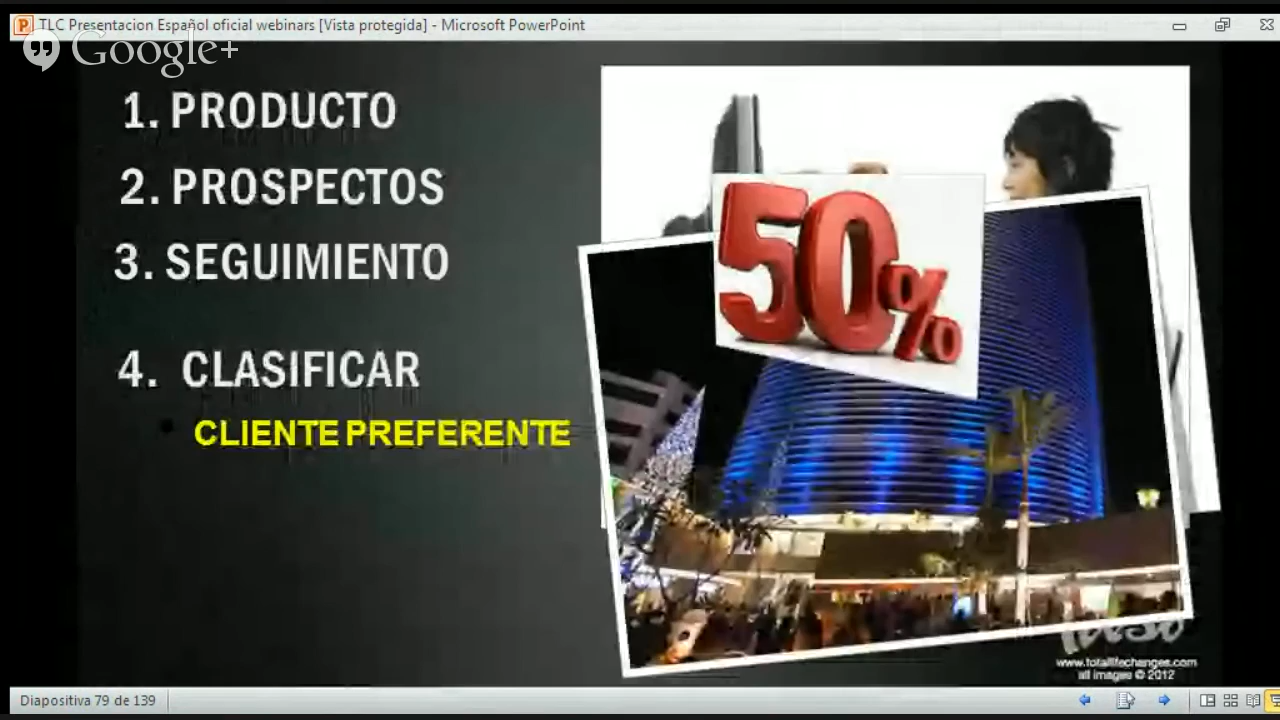 TLC Presentacion Español oficial webinars [Vista protegida] - Microsoft PowerPoint
Google+
1. PRODUCTO
2. PROSPECTOS
3. SEGUIMIENTO
4. CLASIFICAR
• CLIENTE PREFERENTE
50%
www.totallifechanges.com
all images © 2012
Diapositiva 79 de 139